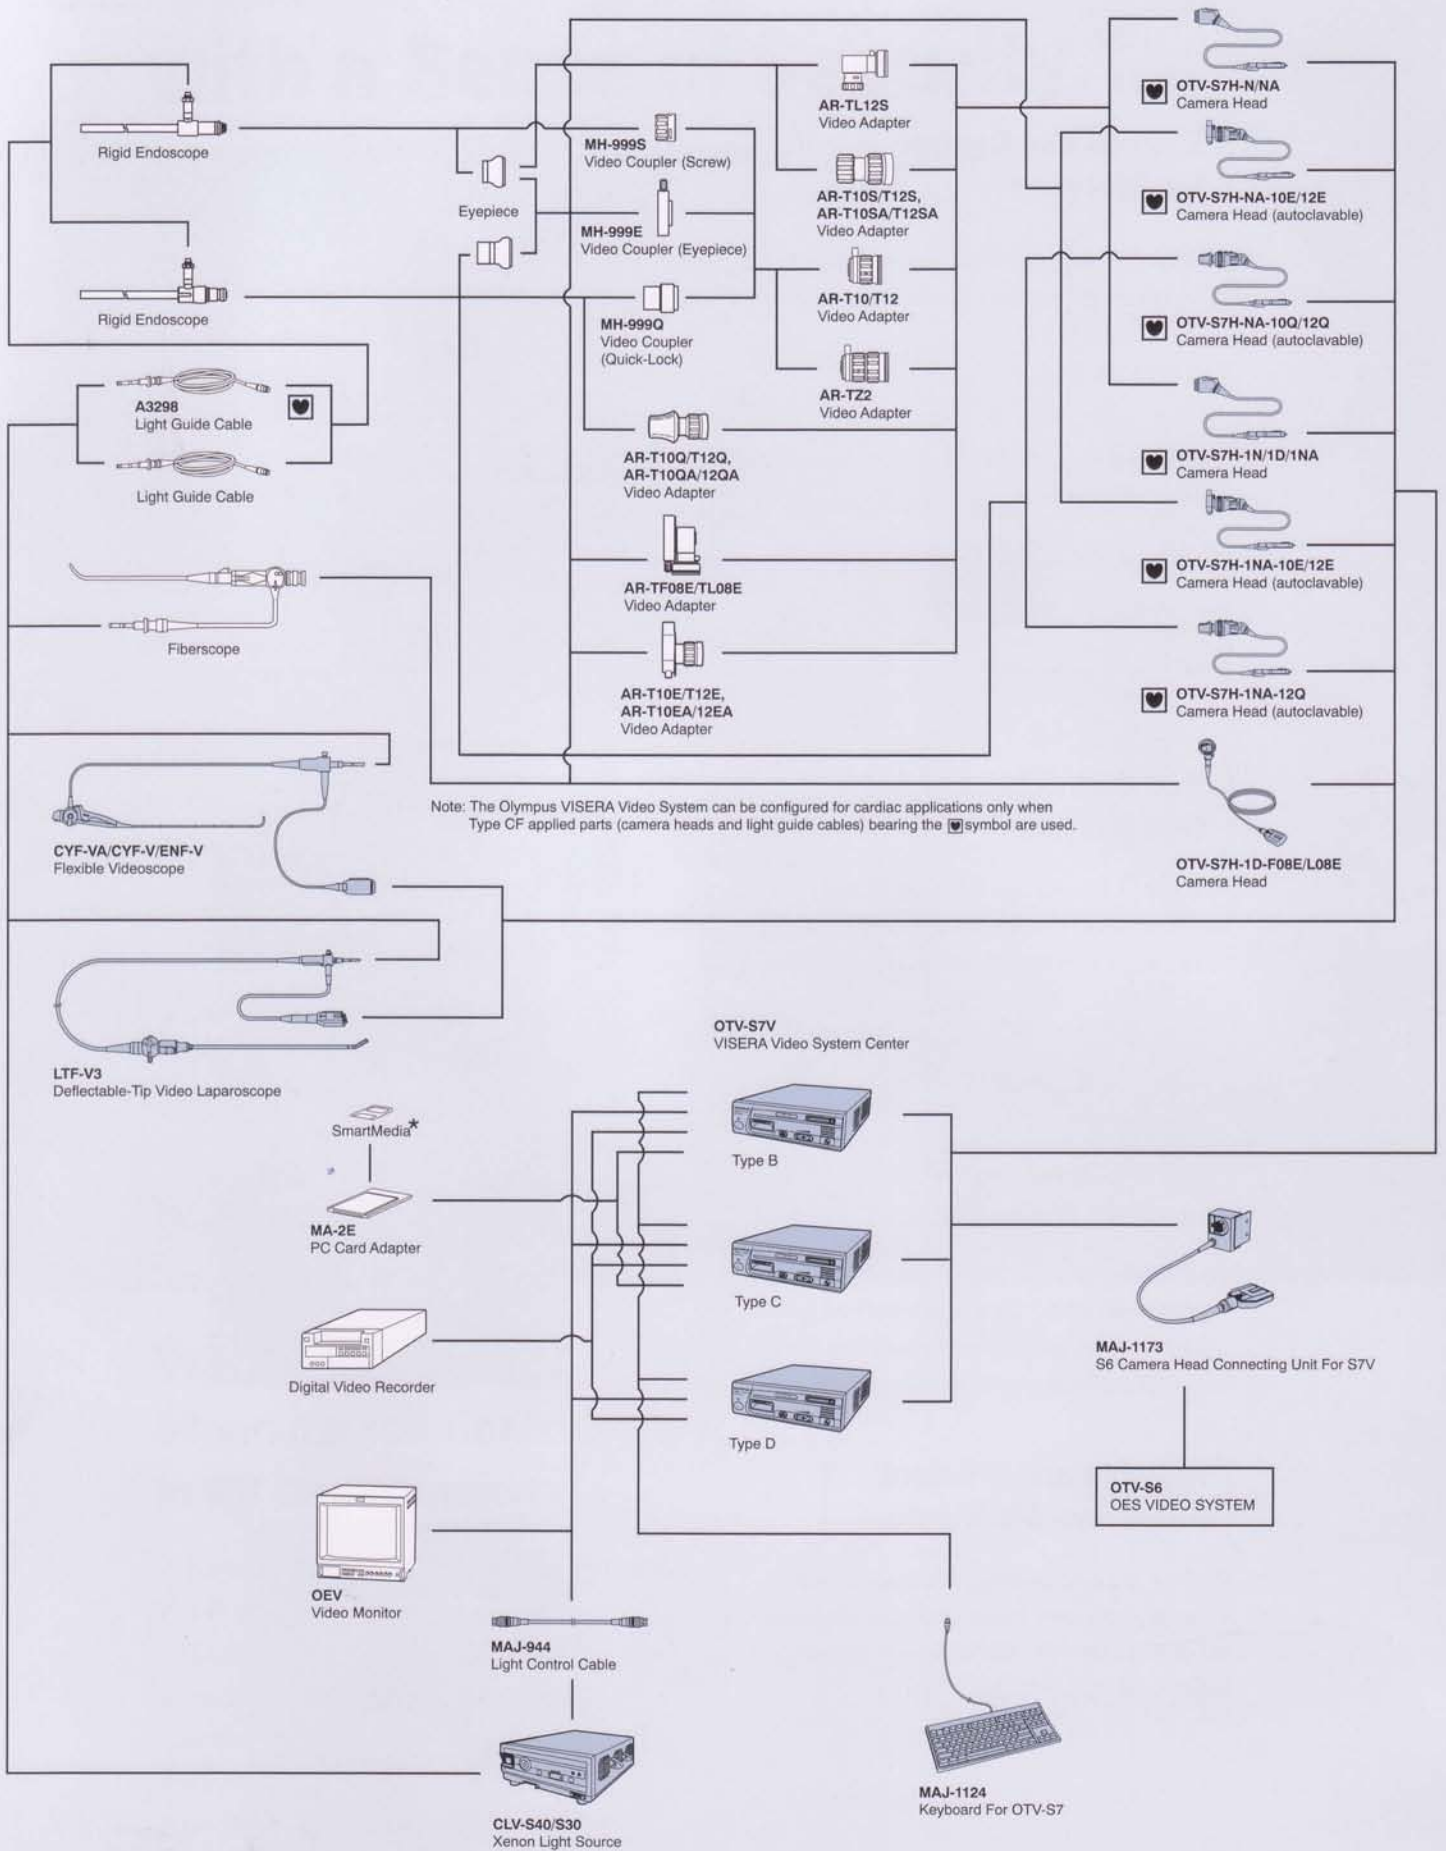 Rigid Endoscope
Rigid Endoscope
A3298
Light Guide Cable
Light Guide Cable
Fiberscope
Eyepiece
MH-999S
Video Coupler (Screw)
MH-999E
Video Coupler (Eyepiece)
MH-999Q
Video Coupler
(Quick-Lock)
AR-T10Q/T12Q,
AR-T10QA/12QA
Video Adapter
AR-TF08E/TL08E
Video Adapter
AR-T10E/T12E,
AR-T10EA/12EA
Video Adapter
AR-TL12S
Video Adapter
AR-T10S/T12S,
AR-T10SA/T12SA
Video Adapter
AR-T10/T12
Video Adapter
AR-TZ2
Video Adapter
OTV-S7H-N/NA
Camera Head
OTV-S7H-NA-10E/12E
Camera Head (autoclavable)
OTV-S7H-NA-10Q/12Q
Camera Head (autoclavable)
OTV-S7H-1N/1D/1NA
Camera Head
OTV-S7H-1NA-10E/12E
Camera Head (autoclavable)
OTV-S7H-1NA-12Q
Camera Head (autoclavable)
OTV-S7H-1D-F08E/L08E
Camera Head
Note: The Olympus VISERA Video System can be configured for cardiac applications only when
Type CF applied parts (camera heads and light guide cables) bearing the symbol are used.
CYF-VA/CYF-V/ENF-V
Flexible Videoscope
LTF-V3
Deflectable-Tip Video Laparoscope
SmartMedia*
MA-2E
PC Card Adapter
Digital Video Recorder
OEV
Video Monitor
OTV-S7V
VISERA Video System Center
Type B
Type C
Type D
MAJ-1173
S6 Camera Head Connecting Unit For S7V
OTV-S6
OES VIDEO SYSTEM
MAJ-944
Light Control Cable
CLV-S40/S30
Xenon Light Source
MAJ-1124
Keyboard For OTV-S7